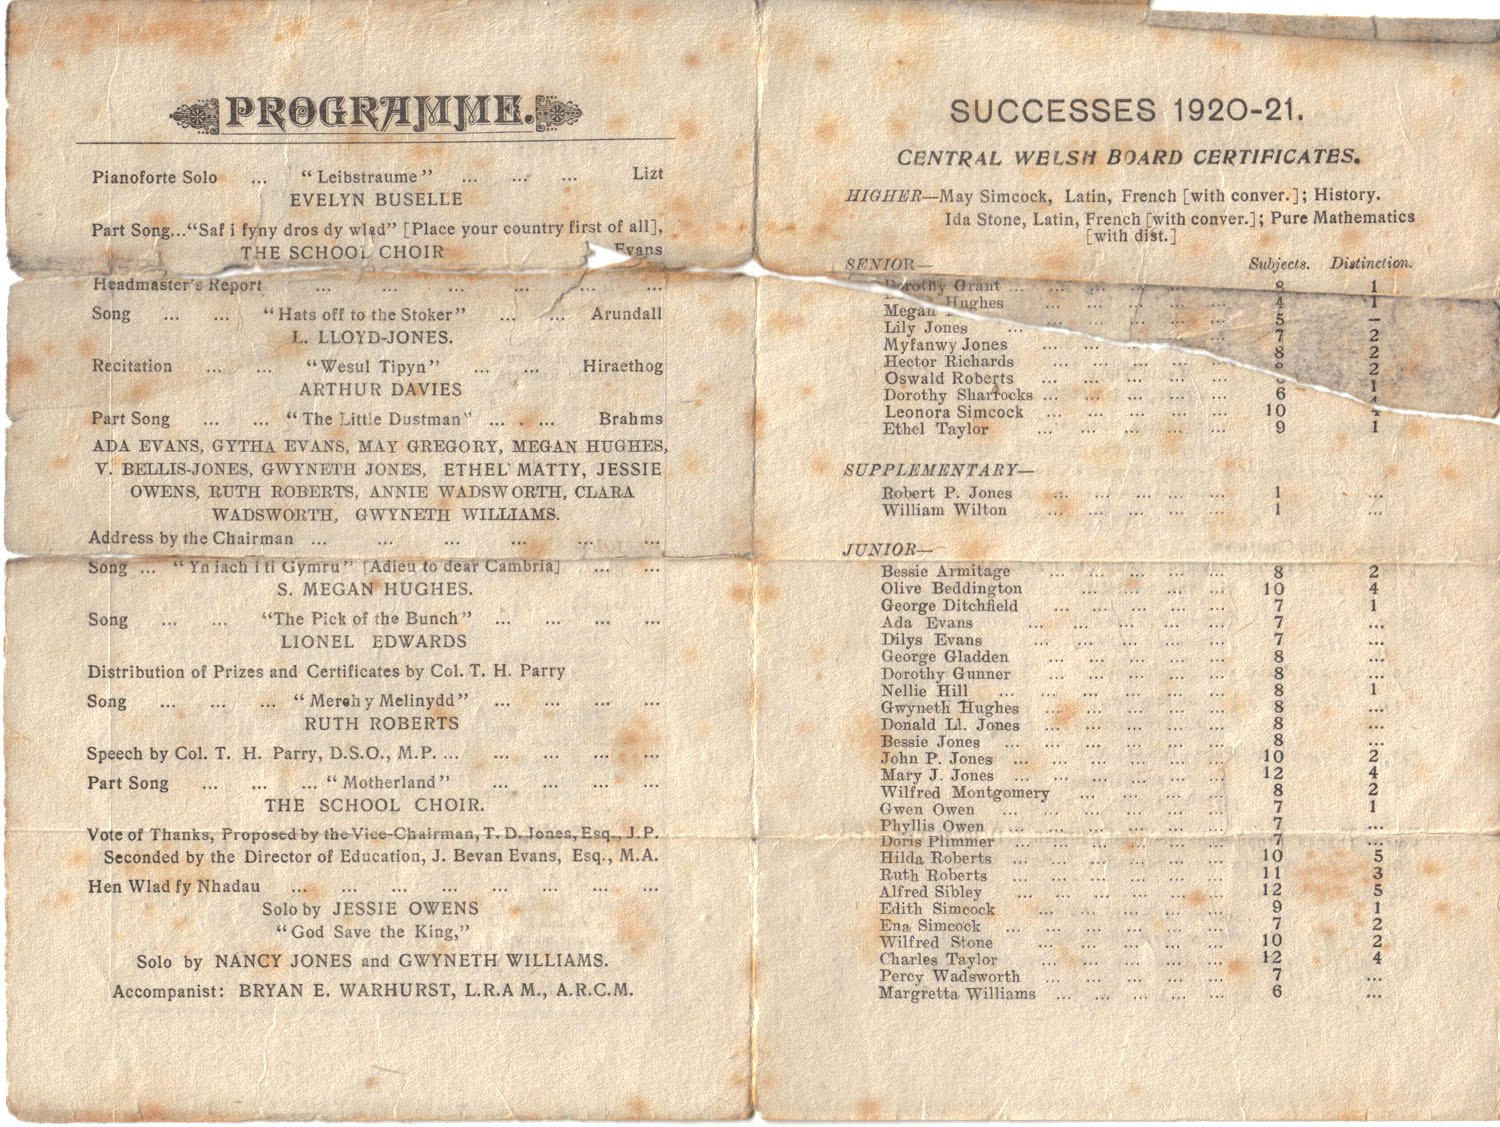 PROGRAMME.
Pianoforte Solo ... "Leibstraume" ... ... ... Lizt
EVELYN BUSELLE
Part Song..."Saf i fyny dros dy wlad" [Place your country first of all],
THE SCHOOL CHOIR Evans
Headmaster's Report ... ... ... ... ... ...
Song ... ... "Hats off to the Stoker" ... ... Arundall
L. LLOYD-JONES.
Recitation ... ... "Wesul Tipyn" ... ... Hiraethog
ARTHUR DAVIES
Part Song ... ... "The Little Dustman" ... ... Brahms
ADA EVANS, GYTHA EVANS, MAY GREGORY, MEGAN HUGHES,
V. BELLIS-JONES, GWYNETH JONES, ETHEL MATTY, JESSIE
OWENS, RUTH ROBERTS, ANNIE WADSWORTH, CLARA
WADSWORTH, GWYNETH WILLIAMS.
Address by the Chairman ... ... ... ... ... ...
Song ... "Yn iach i ti Gymru" [Adieu to dear Cambria] ... ...
S. MEGAN HUGHES.
Song ... ... "The Pick of the Bunch" ... ... ... ...
LIONEL EDWARDS
Distribution of Prizes and Certificates by Col. T. H. Parry
Song ... ... ... "Mereh y Melinydd" ... ... ... ...
RUTH ROBERTS
Speech by Col. T. H. Parry, D.S.O., M.P. ... ... ... ... ...
Part Song ... ... ... "Motherland" ... ... ... ...
THE SCHOOL CHOIR.
Vote of Thanks, Proposed by the Vice-Chairman, T. D. Jones, Esq., J.P.
Seconded by the Director of Education, J. Bevan Evans, Esq., M.A.
Hen Wlad fy Nhadau ... ... ... ... ... ... ... ...
Solo by JESSIE OWENS
"God Save the King,"
Solo by NANCY JONES and GWYNETH WILLIAMS.
Accompanist: BRYAN E. WARHURST, L.R.A M., A.R.C.M.
SUCCESSES 1920-21.
CENTRAL WELSH BOARD CERTIFICATES.
HIGHER—May Simcock, Latin, French [with conver.]; History.
Ida Stone, Latin, French [with conver.]; Pure Mathematics
[with dist.]
SENIOR— Subjects. Distinction.
Dorothy Grant ... ... ... ... ... 1
Megan Hughes ... ... ... ... 4 1
Lily Jones ... ... ... ... ... 5 –
Myfanwy Jones ... ... ... ... ... 7 2
Hector Richards ... ... ... ... ... 8 2
Oswald Roberts ... ... ... ... ... 2
Dorothy Sharrocks ... ... ... ... ... 6 1
Leonora Simcock ... ... ... ... ... 10
Ethel Taylor ... ... ... ... ... 9 1
SUPPLEMENTARY—
Robert P. Jones ... ... ... ... ... 1 ...
William Wilton ... ... ... ... ... 1 ...
JUNIOR—
Bessie Armitage ... ... ... ... ... 8 2
Olive Beddington ... ... ... ... 10 4
George Ditchfield ... ... ... ... ... 7 1
Ada Evans ... ... ... ... ... 7 ...
Dilys Evans ... ... ... ... ... 7 ...
George Gladden ... ... ... ... ... 8 ...
Dorothy Gunner ... ... ... ... ... 8 ...
Nellie Hill ... ... ... ... ... ... 8 1
Gwyneth Hughes ... ... ... ... ... 8 ...
Donald Ll. Jones ... ... ... ... ... 8 ...
Bessie Jones ... ... ... ... ... ... 8 ...
John P. Jones ... ... ... ... ... ... 10 2
Mary J. Jones ... ... ... ... ... ... 12 4
Wilfred Montgomery ... ... ... ... 8 2
Gwen Owen ... ... ... ... ... 7 1
Phyllis Owen ... ... ... ... ... ... 7 ...
Doris Plimmer ... ... ... ... ... ... 7 ...
Hilda Roberts ... ... ... ... ... ... 10 5
Ruth Roberts ... ... ... ... ... ... 11 3
Alfred Sibley ... ... ... ... ... ... 12 5
Edith Simcock ... ... ... ... ... 9 1
Ena Simcock ... ... ... ... ... ... 7 2
Wilfred Stone ... ... ... ... ... 10 2
Charles Taylor ... ... ... ... ... 12 4
Percy Wadsworth ... ... ... ... ... 7 ...
Margretta Williams ... ... ... ... ... 6 ...